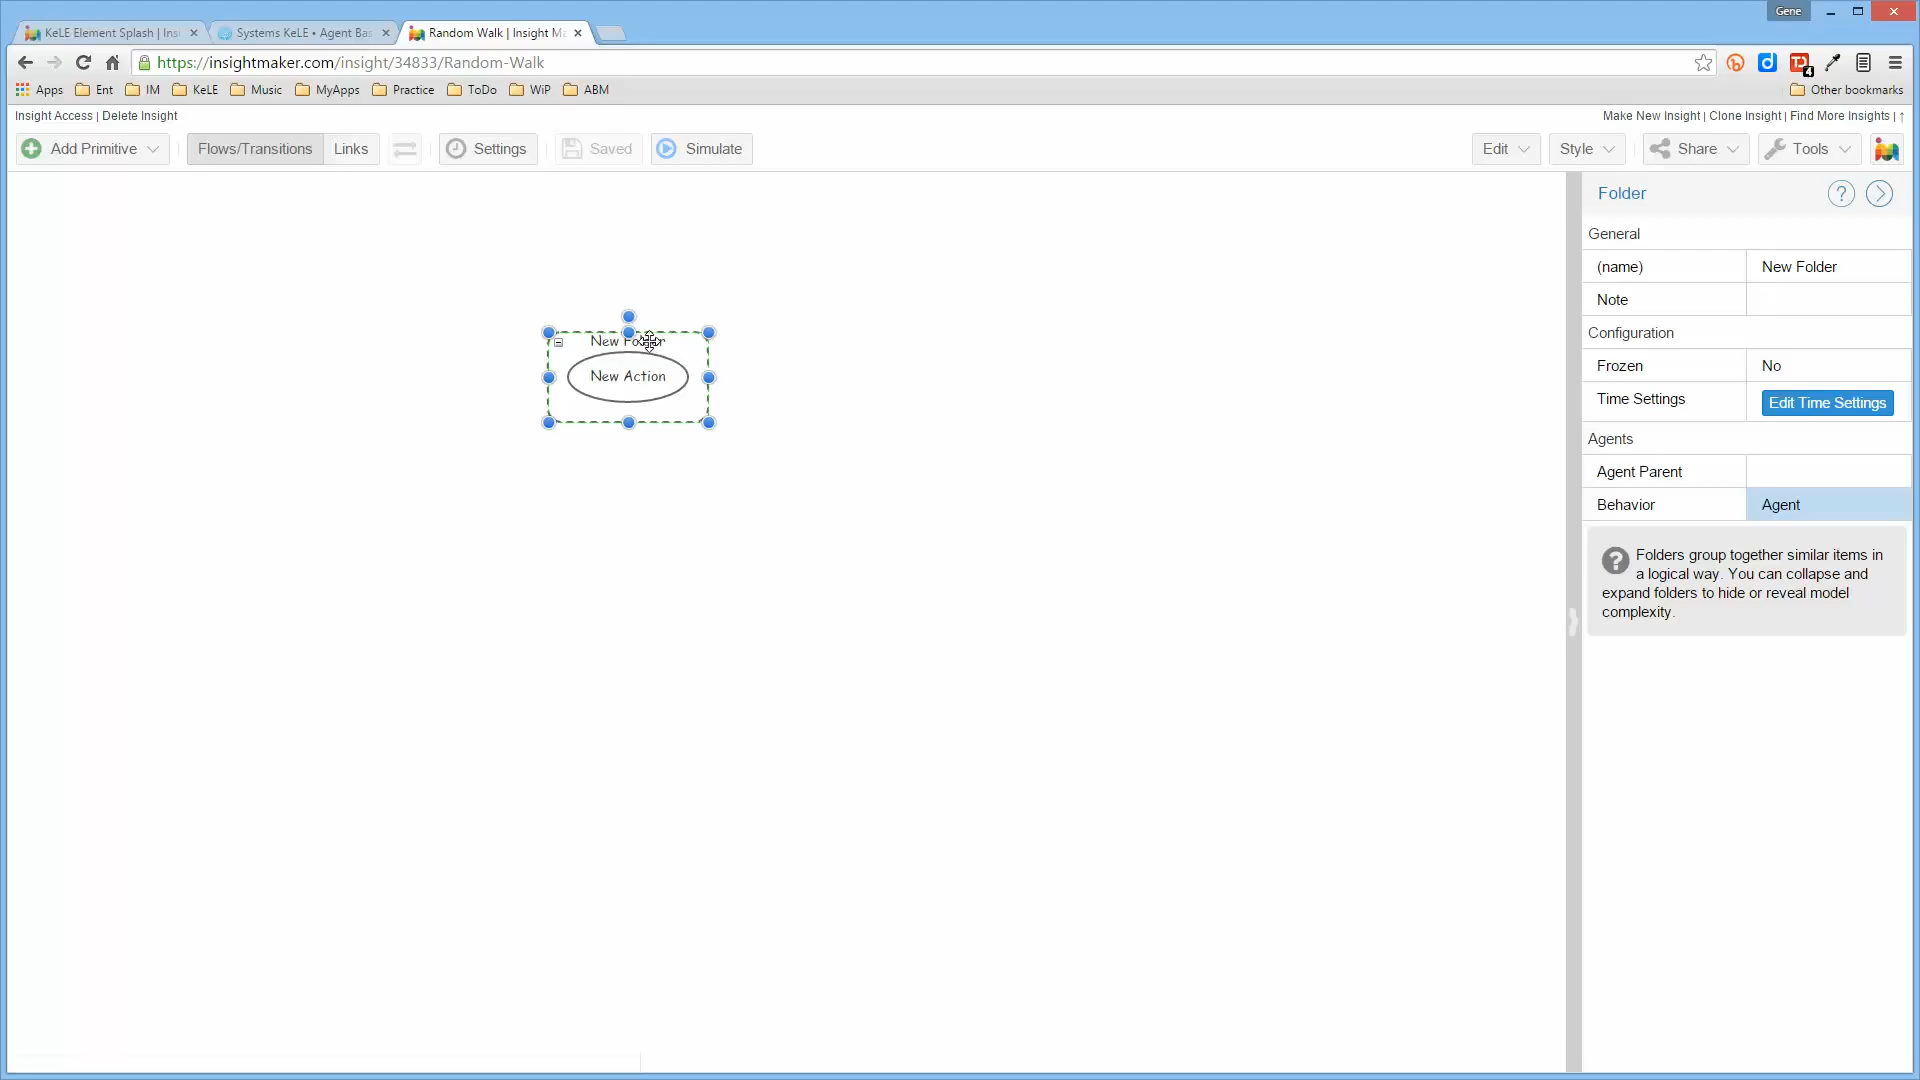 Gene
KeLE Element Splash | Ins
Systems KeLE • Agent Bas
Random Walk | Insight Ma
https://insightmaker.com/insight/34833/Random-Walk
Apps
Ent
IM
KeLE
Music
MyApps
Practice
ToDo
WiP
ABM
Other bookmarks
Insight Access | Delete Insight
Make New Insight | Clone Insight | Find More Insights | ↑
Add Primitive
Flows/Transitions
Links
Settings
Saved
Simulate
Edit
Style
Share
Tools
Folder
General
(name) New Folder
Note
Configuration
Frozen No
Time Settings Edit Time Settings
Agents
Agent Parent
Behavior Agent
Folders group together similar items in
a logical way. You can collapse and
expand folders to hide or reveal model
complexity.
New Folder
New Action